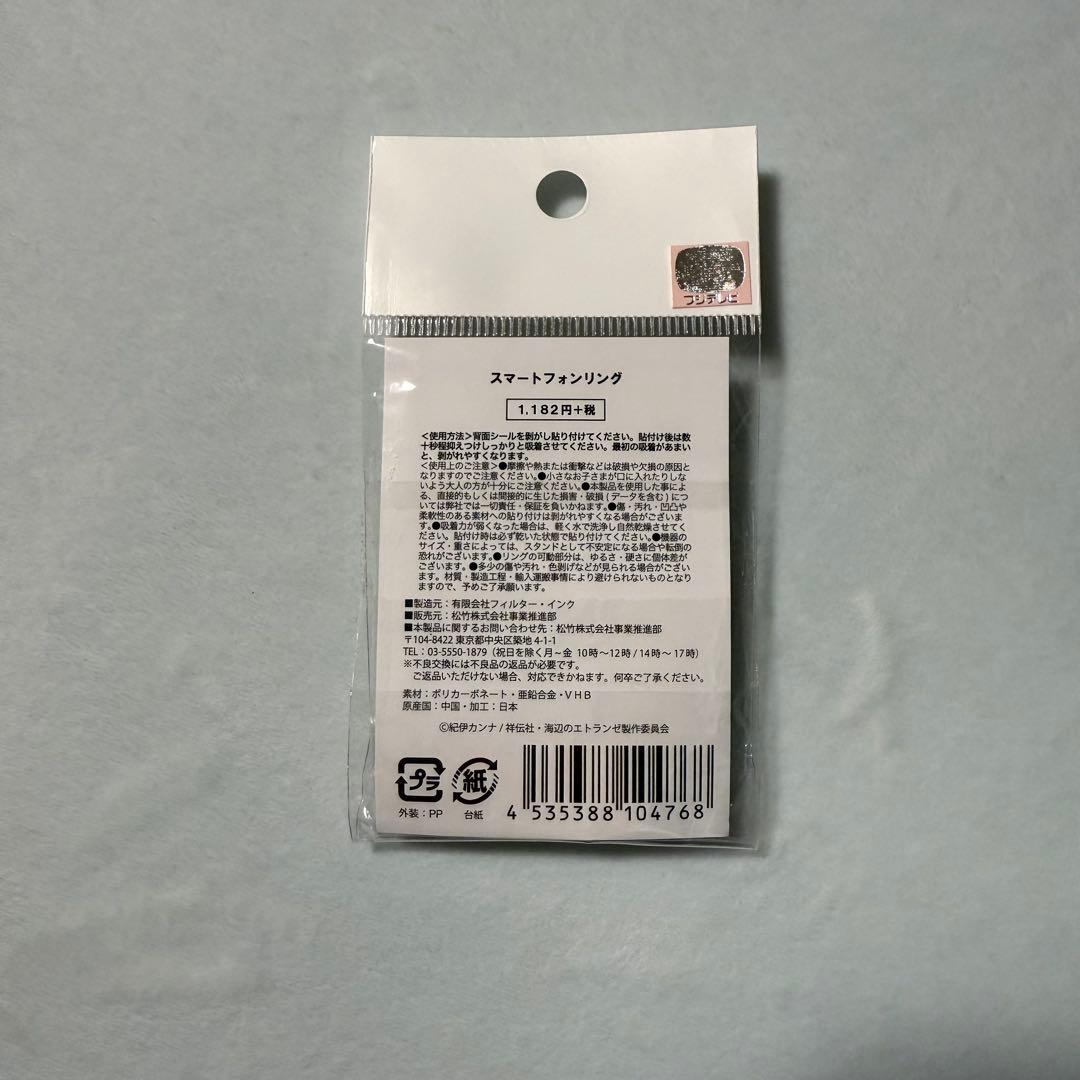 フジテレビ
スマートフォンリング
1,182円+税
<使用方法>背面シールを剥がし貼り付けてください。貼付け後は数
十秒程抑えつけしっかりと吸着させてください。最初の吸着があまい
と、剥がれやすくなります。
<使用上のご注意>●摩擦や熱または衝撃などは破損や欠損の原因と
なりますのでご注意ください。●小さなお子さまが口に入れたりしな
いよう大人の方が十分にご注意ください。●本製品を使用した事によ
る、直接的もしくは間接的に生じた損害・破損(データを含む)につ
いては弊社では一切責任・保証を負いかねます。●傷・汚れ・凹凸や
柔軟性のある素材への貼り付けは剥がれやすくなる場合がございま
す。●吸着力が弱くなった場合は、軽く水で洗浄し自然乾燥させてく
ださい。貼付け時は必ず乾いた状態で貼り付けてください。●機器の
サイズ・重さによっては、スタンドとして不安定になる場合や転倒の
恐れがございます。●リングの可動部分は、ゆるさ・硬さに個体差が
ございます。●多少の傷や汚れ・色剥げなどが見られる場合がござい
ます。材質・製造工程・輸入運搬事情により避けられないものとなり
ますので、予めご了承願います。
■製造元:有限会社フィルター・インク
■販売元:松竹株式会社事業推進部
■本製品に関するお問い合わせ先:松竹株式会社事業推進部
〒104-8422 東京都中央区築地 4-1-1
TEL:03-5550-1879(祝日を除く月~金 10時~12時/14時~17時)
※不良交換には不良品の返品が必要です。
ご返品いただけない場合、対応できかねます。何卒ご了承ください。
素材:ポリカーボネート・亜鉛合金・VHB
原産国:中国・加工:日本
©紀伊カンナ/祥伝社・海辺のエトランゼ製作委員会
プラ 紙
外装:PP 台紙 4 535388 104768